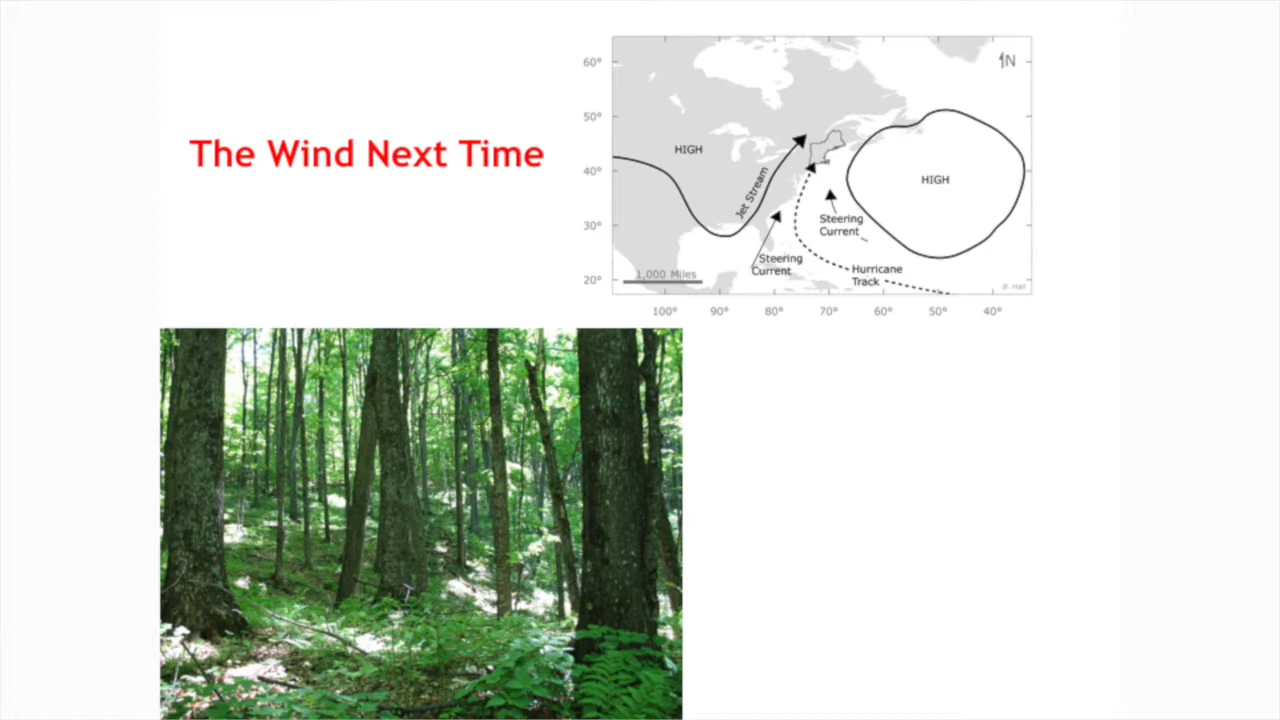 The Wind Next Time
N
60°
50°
40°
30°
20°
HIGH
HIGH
Jet Stream
Steering
Current
Steering
Current
Hurricane
Track
1,000 Miles
B. Hall
100°
90°
80°
70°
60°
50°
40°